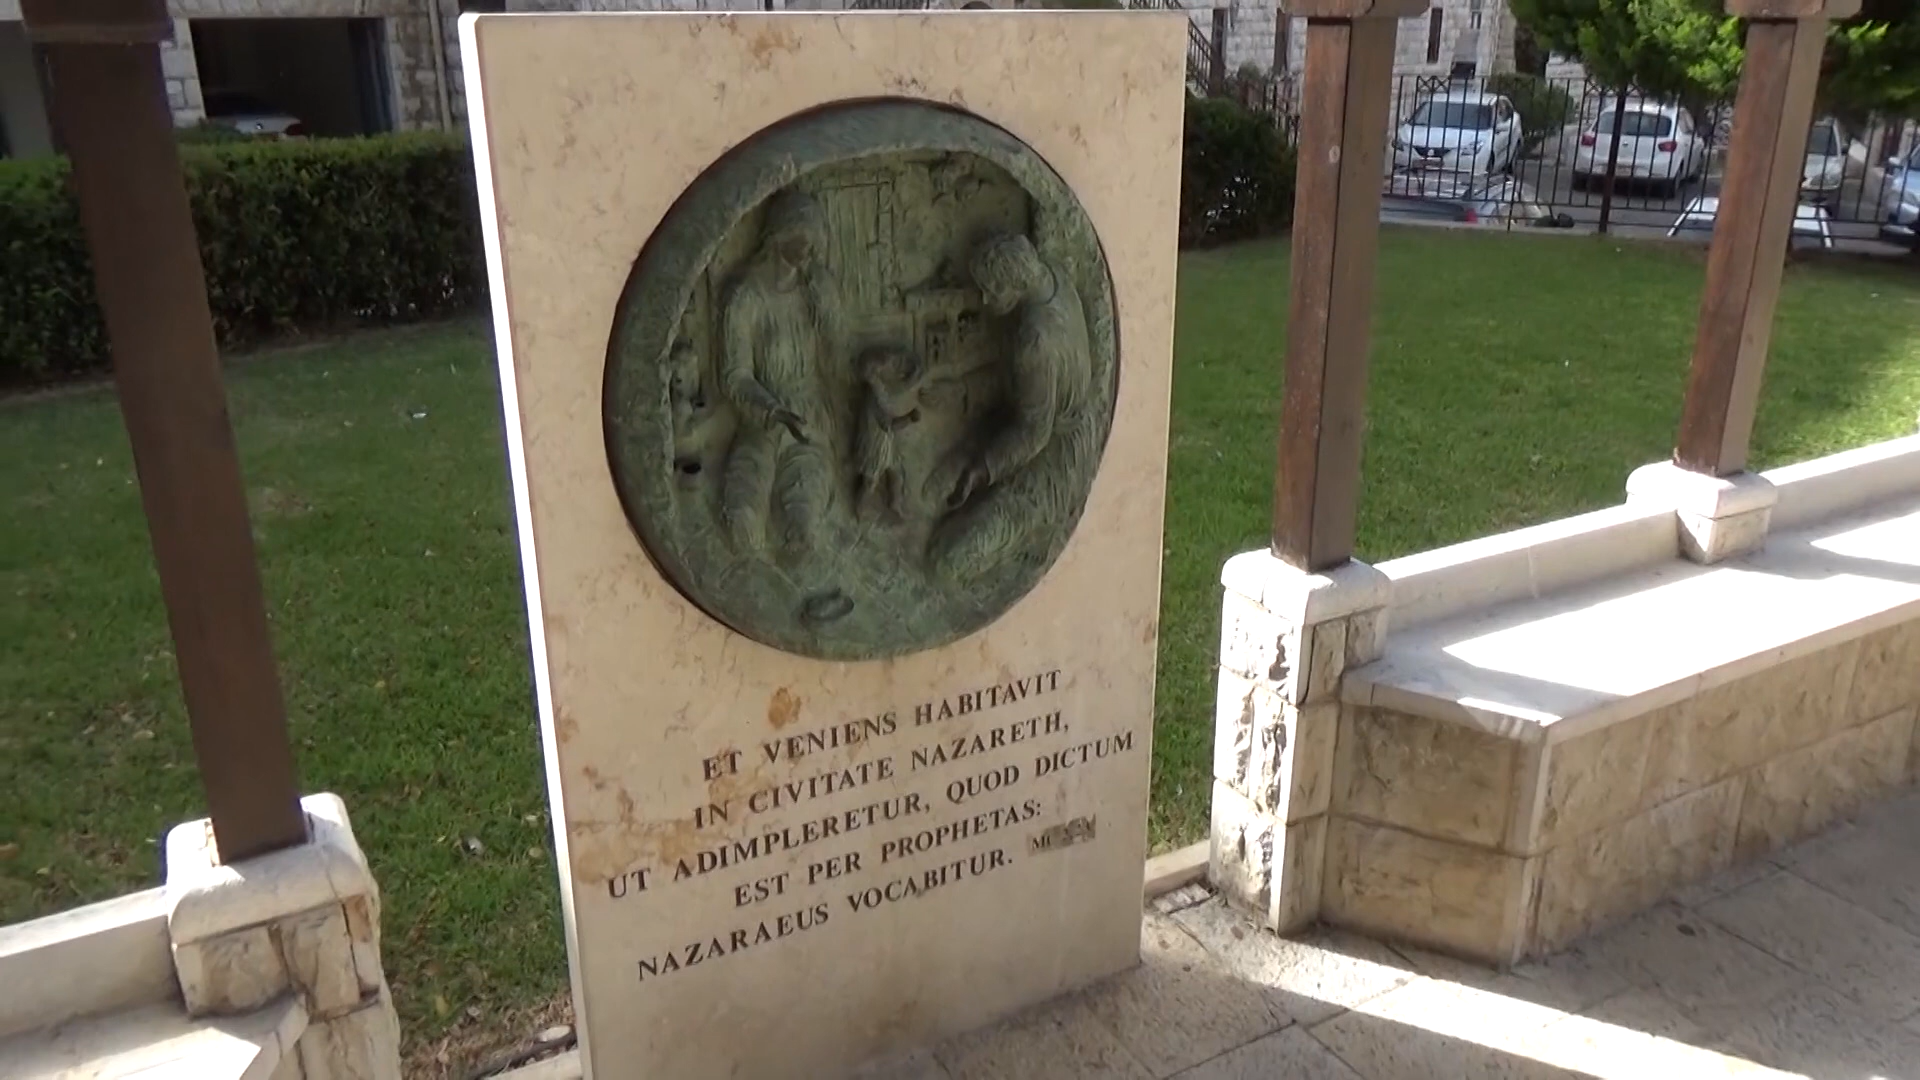 ET VENIENS HABITAVIT
IN CIVITATE NAZARETH,
UT ADIMPLERETUR, QUOD DICTUM
EST PER PROPHETAS:
NAZARAEUS VOCABITUR.